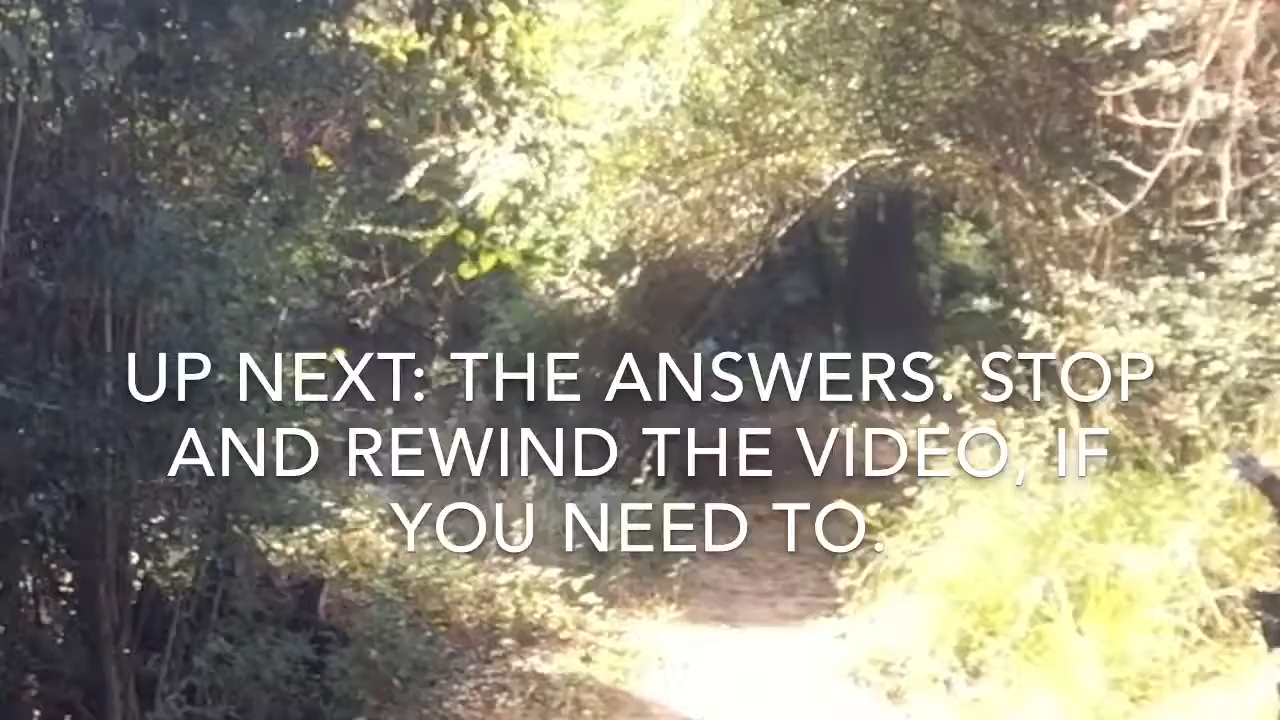 UP NEXT: THE ANSWERS. STOP
AND REWIND THE VIDEO, IF
YOU NEED TO.